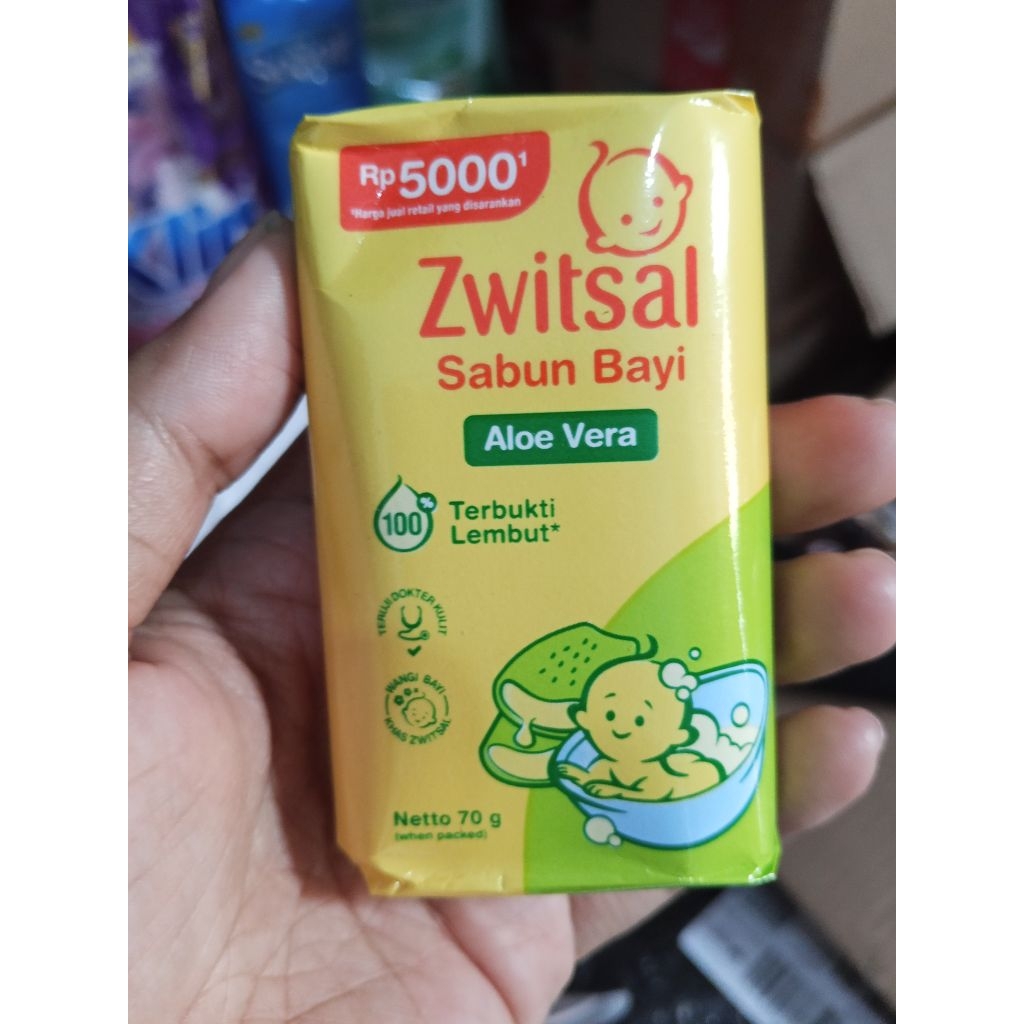 Rp5000¹
¹Harga jual retail yang disarankan
Zwitsal
Sabun Bayi
Aloe Vera
100%
Terbukti
Lembut*
TERUJI DOKTER KULIT
WANGI BAYI
KHAS ZWITSAL
Netto 70 g
(when packed)